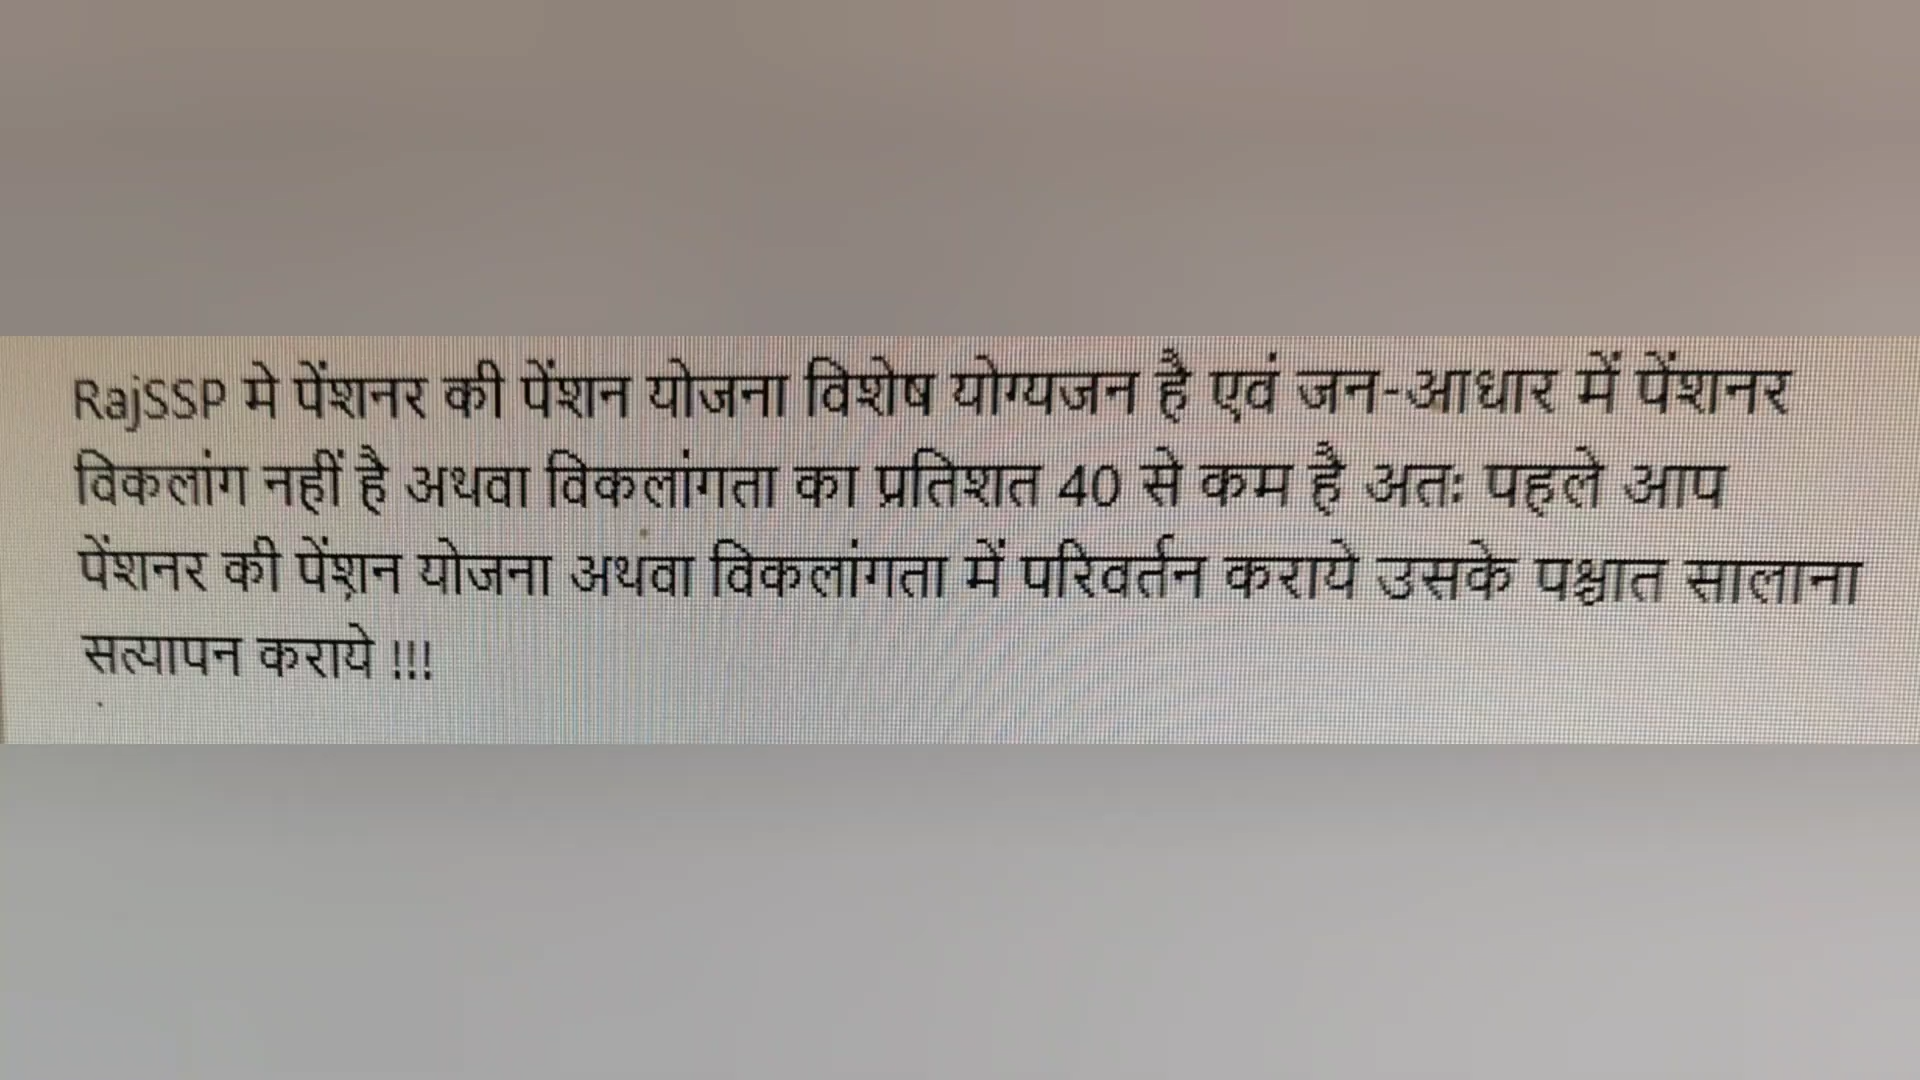 RajSSP मे पेंशनर की पेंशन योजना विशेष योग्यजन है एवं जन-आधार में पेंशनर
विकलांग नहीं है अथवा विकलांगता का प्रतिशत 40 से कम है अतः पहले आप
पेंशनर की पेंशन योजना अथवा विकलांगता में परिवर्तन कराये उसके पश्चात सालाना
सत्यापन कराये !!!